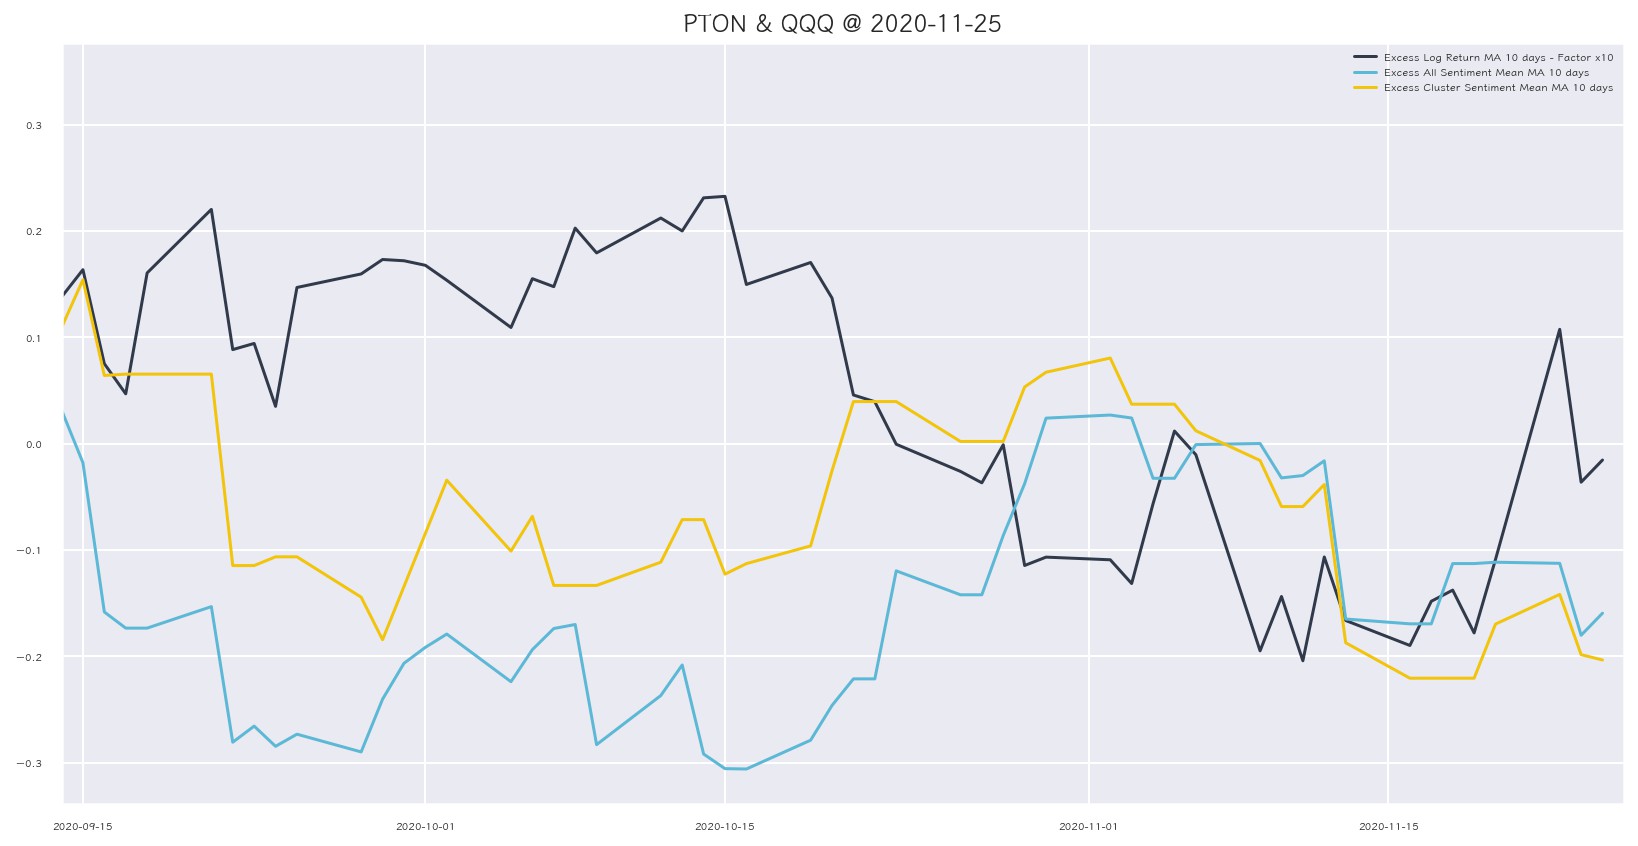 PTON & QQQ @ 2020-11-25
Excess Log Return MA 10 days - Factor x10
Excess All Sentiment Mean MA 10 days
Excess Cluster Sentiment Mean MA 10 days
0.3
0.2
0.1
0.0
−0.1
−0.2
−0.3
2020-09-15 2020-10-01 2020-10-15 2020-11-01 2020-11-15